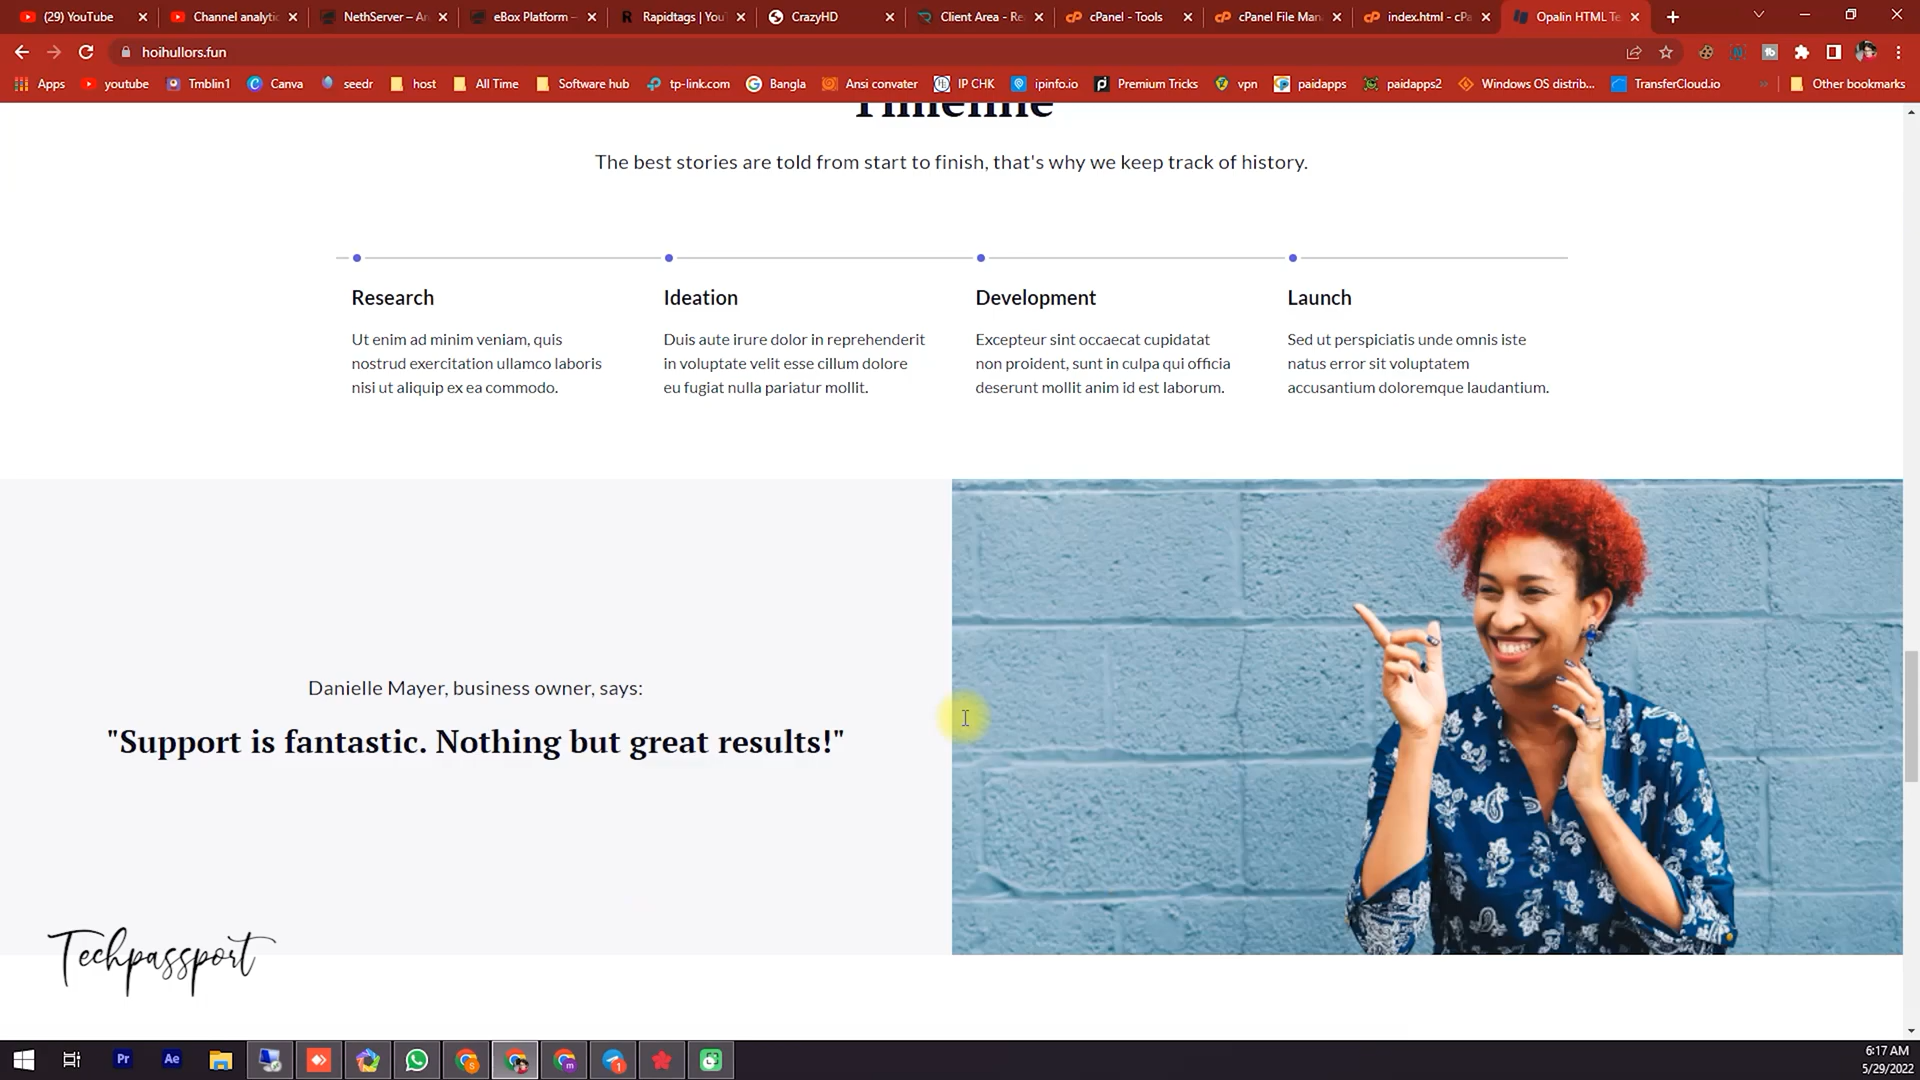 (29) YouTube
Channel analytic
NethServer – An
eBox Platform –
Rapidtags | You
CrazyHD
Client Area - Re
cPanel - Tools
cPanel File Man
index.html - cPa
Opalin HTML Te
hoihullors.fun
Apps
youtube
Tmblin1
Canva
seedr
host
All Time
Software hub
tp-link.com
Bangla
Ansi convater
IP CHK
ipinfo.io
Premium Tricks
vpn
paidapps
paidapps2
Windows OS distrib...
TransferCloud.io
Other bookmarks
Timeline
The best stories are told from start to finish, that's why we keep track of history.
Research
Ut enim ad minim veniam, quis
nostrud exercitation ullamco laboris
nisi ut aliquip ex ea commodo.
Ideation
Duis aute irure dolor in reprehenderit
in voluptate velit esse cillum dolore
eu fugiat nulla pariatur mollit.
Development
Excepteur sint occaecat cupidatat
non proident, sunt in culpa qui officia
deserunt mollit anim id est laborum.
Launch
Sed ut perspiciatis unde omnis iste
natus error sit voluptatem
accusantium doloremque laudantium.
Danielle Mayer, business owner, says:
"Support is fantastic. Nothing but great results!"
Techpassport
Pr
Ae
6:17 AM
5/29/2022